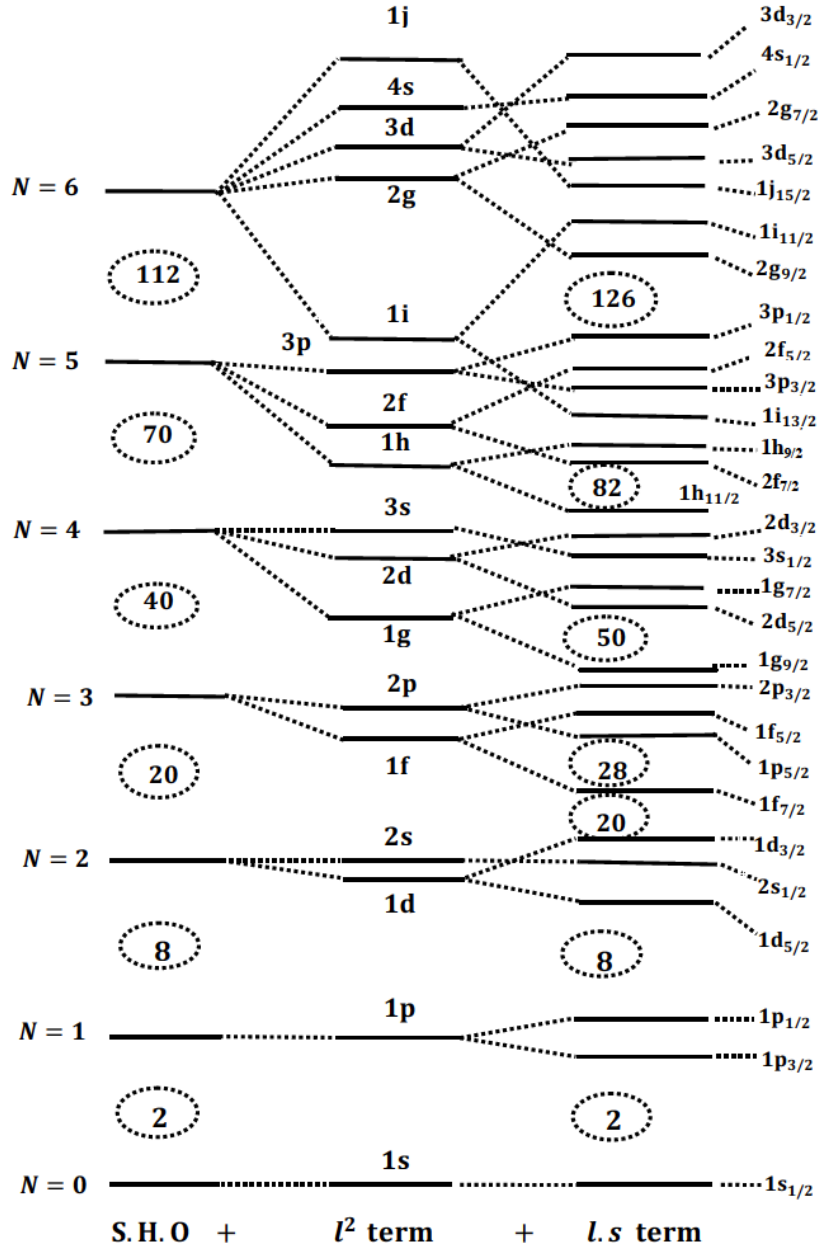 1j
3d₃/₂
4s₁/₂
4s
2g₇/₂
3d
3d₅/₂
N = 6
1j₁₅/₂
2g
1i₁₁/₂
2g₉/₂
112
126
1i
3p₁/₂
3p
2f₅/₂
N = 5
3p₃/₂
2f
1i₁₃/₂
70
1h
1h₉/₂
2f₇/₂
82
1h₁₁/₂
3s
2d₃/₂
N = 4
3s₁/₂
2d
1g₇/₂
40
2d₅/₂
1g
50
1g₉/₂
2p
2p₃/₂
N = 3
1f₅/₂
1f
1p₅/₂
20
28
1f₇/₂
20
2s
1d₃/₂
N = 2
2s₁/₂
1d
1d₅/₂
8
8
1p
1p₁/₂
N = 1
1p₃/₂
2
2
1s
N = 0
1s₁/₂
S. H. O + l² term + l. s term